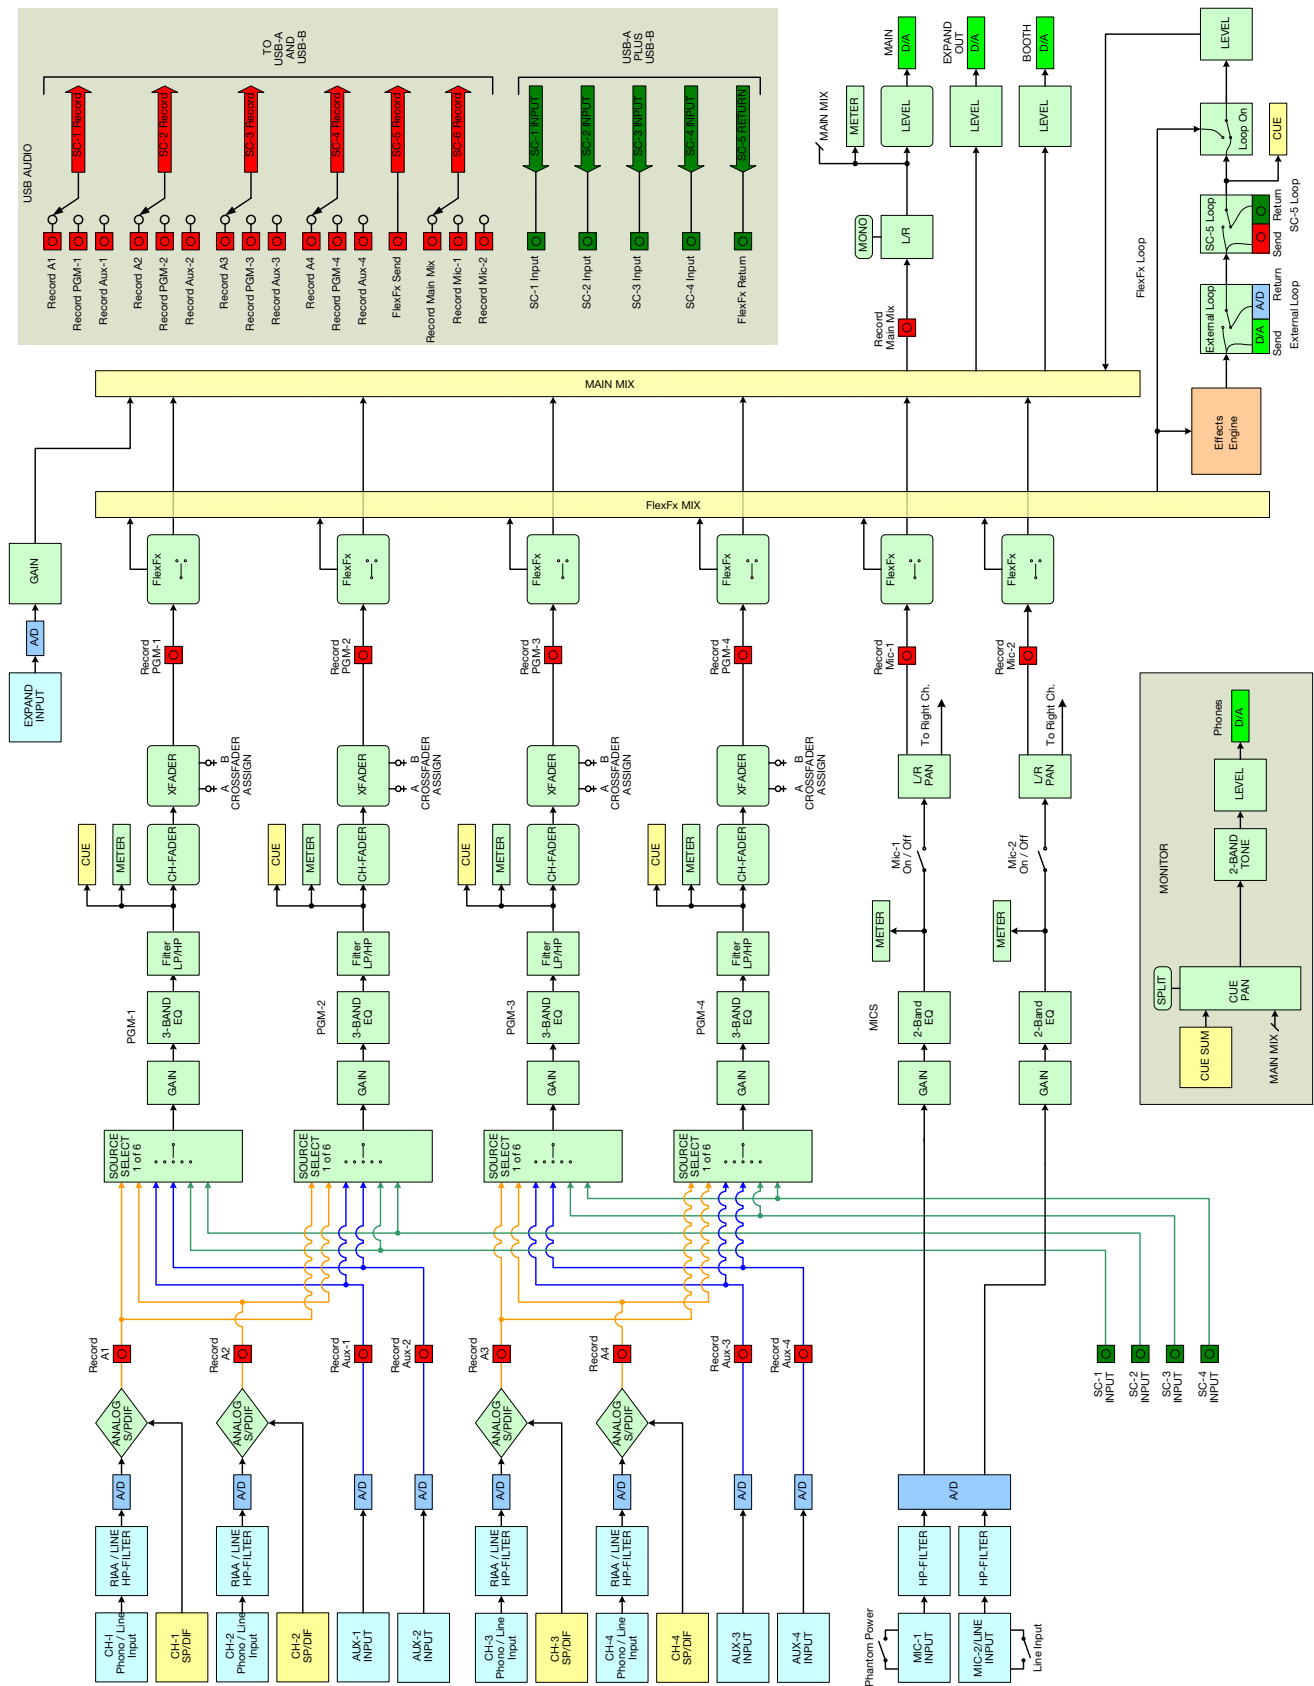 USB AUDIO
TO
USB-A
AND
USB-B
SC-1 Record
SC-2 Record
SC-3 Record
SC-4 Record
SC-5 Record
SC-6 Record
Record A1
Record PGM-1
Record Aux-1
Record A2
Record PGM-2
Record Aux-2
Record A3
Record PGM-3
Record Aux-3
Record A4
Record PGM-4
Record Aux-4
FlexFx Send
Record Main Mix
Record Mic-1
Record Mic-2
USB-A
PLUS
USB-B
SC-1 INPUT
SC-2 INPUT
SC-3 INPUT
SC-4 INPUT
SC-5 RETURN
SC-1 Input
SC-2 Input
SC-3 Input
SC-4 Input
FlexFx Return
MAIN
D/A
EXPAND
OUT
D/A
BOOTH
D/A
MAIN MIX
METER
LEVEL
LEVEL
LEVEL
MONO
L/R
Record
Main Mix
LEVEL
Loop On
CUE
SC-5 Loop
Send
Return
SC-5 Loop
FlexFx Loop
External Loop
D/A
A/D
Send
Return
External Loop
Effects
Engine
MAIN MIX
FlexFx MIX
EXPAND
INPUT
A/D
GAIN
FlexFx
FlexFx
FlexFx
FlexFx
FlexFx
FlexFx
Record
PGM-1
Record
PGM-2
Record
PGM-3
Record
PGM-4
Record
Mic-1
Record
Mic-2
XFADER
A B
CROSSFADER
ASSIGN
XFADER
A B
CROSSFADER
ASSIGN
XFADER
A B
CROSSFADER
ASSIGN
XFADER
A B
CROSSFADER
ASSIGN
L/R
PAN
To Right Ch.
L/R
PAN
To Right Ch.
CUE
METER
CH-FADER
CUE
METER
CH-FADER
CUE
METER
CH-FADER
CUE
METER
CH-FADER
Mic-1
On / Off
Mic-2
On / Off
METER
METER
PGM-1
Filter
LP/HP
3-BAND
EQ
GAIN
PGM-2
Filter
LP/HP
3-BAND
EQ
GAIN
PGM-3
Filter
LP/HP
3-BAND
EQ
GAIN
PGM-4
Filter
LP/HP
3-BAND
EQ
GAIN
MICS
2-Band
EQ
GAIN
2-Band
EQ
GAIN
MONITOR
Phones
D/A
LEVEL
2-BAND
TONE
SPLIT
CUE
PAN
CUE SUM
MAIN MIX
SOURCE
SELECT
1 of 6
SOURCE
SELECT
1 of 6
SOURCE
SELECT
1 of 6
SOURCE
SELECT
1 of 6
Record
A1
Record
A2
Record
Aux-1
Record
Aux-2
Record
A3
Record
A4
Record
Aux-3
Record
Aux-4
SC-1
INPUT
SC-2
INPUT
SC-3
INPUT
SC-4
INPUT
ANALOG
S/PDIF
ANALOG
S/PDIF
ANALOG
S/PDIF
ANALOG
S/PDIF
A/D
A/D
A/D
A/D
A/D
A/D
A/D
A/D
A/D
RIAA / LINE
HP-FILTER
RIAA / LINE
HP-FILTER
RIAA / LINE
HP-FILTER
RIAA / LINE
HP-FILTER
HP-FILTER
HP-FILTER
CH-I
Phono / Line
Input
CH-1
SP/DIF
CH-2
Phono / Line
Input
CH-2
SP/DIF
AUX-1
INPUT
AUX-2
INPUT
CH-3
Phono / Line
Input
CH-3
SP/DIF
CH-4
Phono / Line
Input
CH-4
SP/DIF
AUX-3
INPUT
AUX-4
INPUT
Phantom Power
MIC-1
INPUT
MIC-2/LINE
INPUT
Line Input